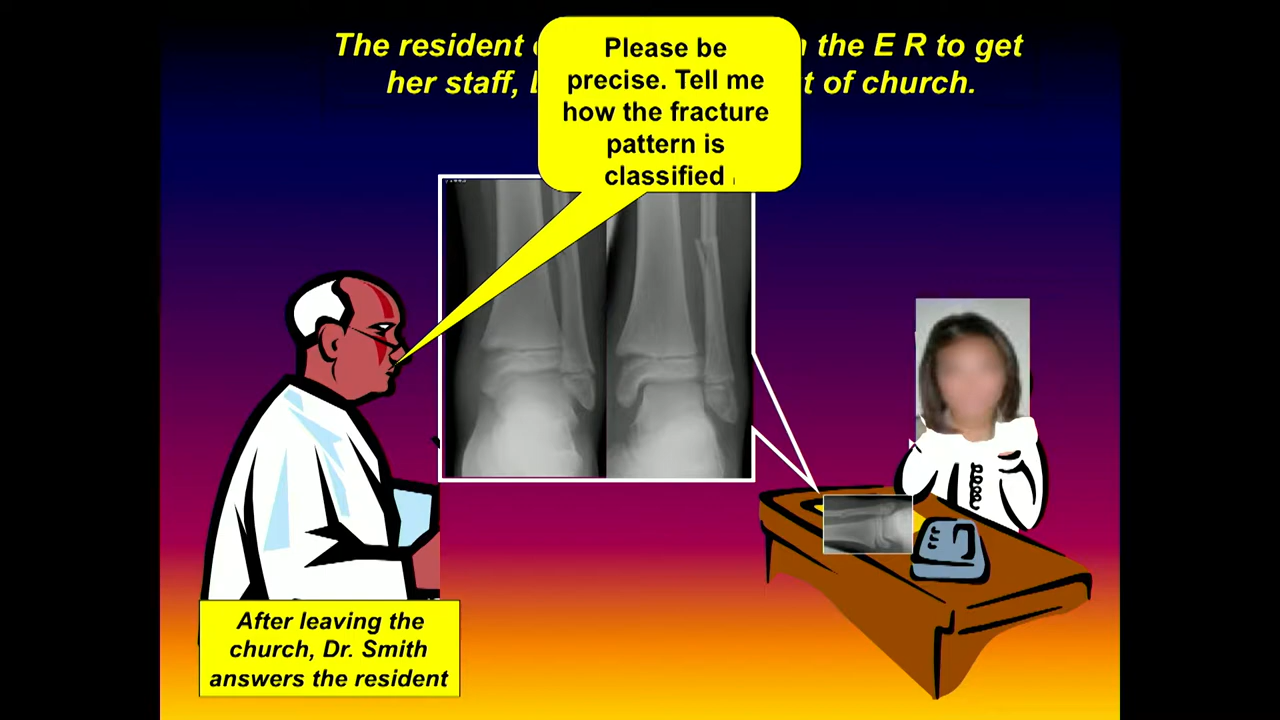 The resident
n the E R to get
her staff,
t of church.
Please be
precise. Tell me
how the fracture
pattern is
classified
After leaving the
church, Dr. Smith
answers the resident